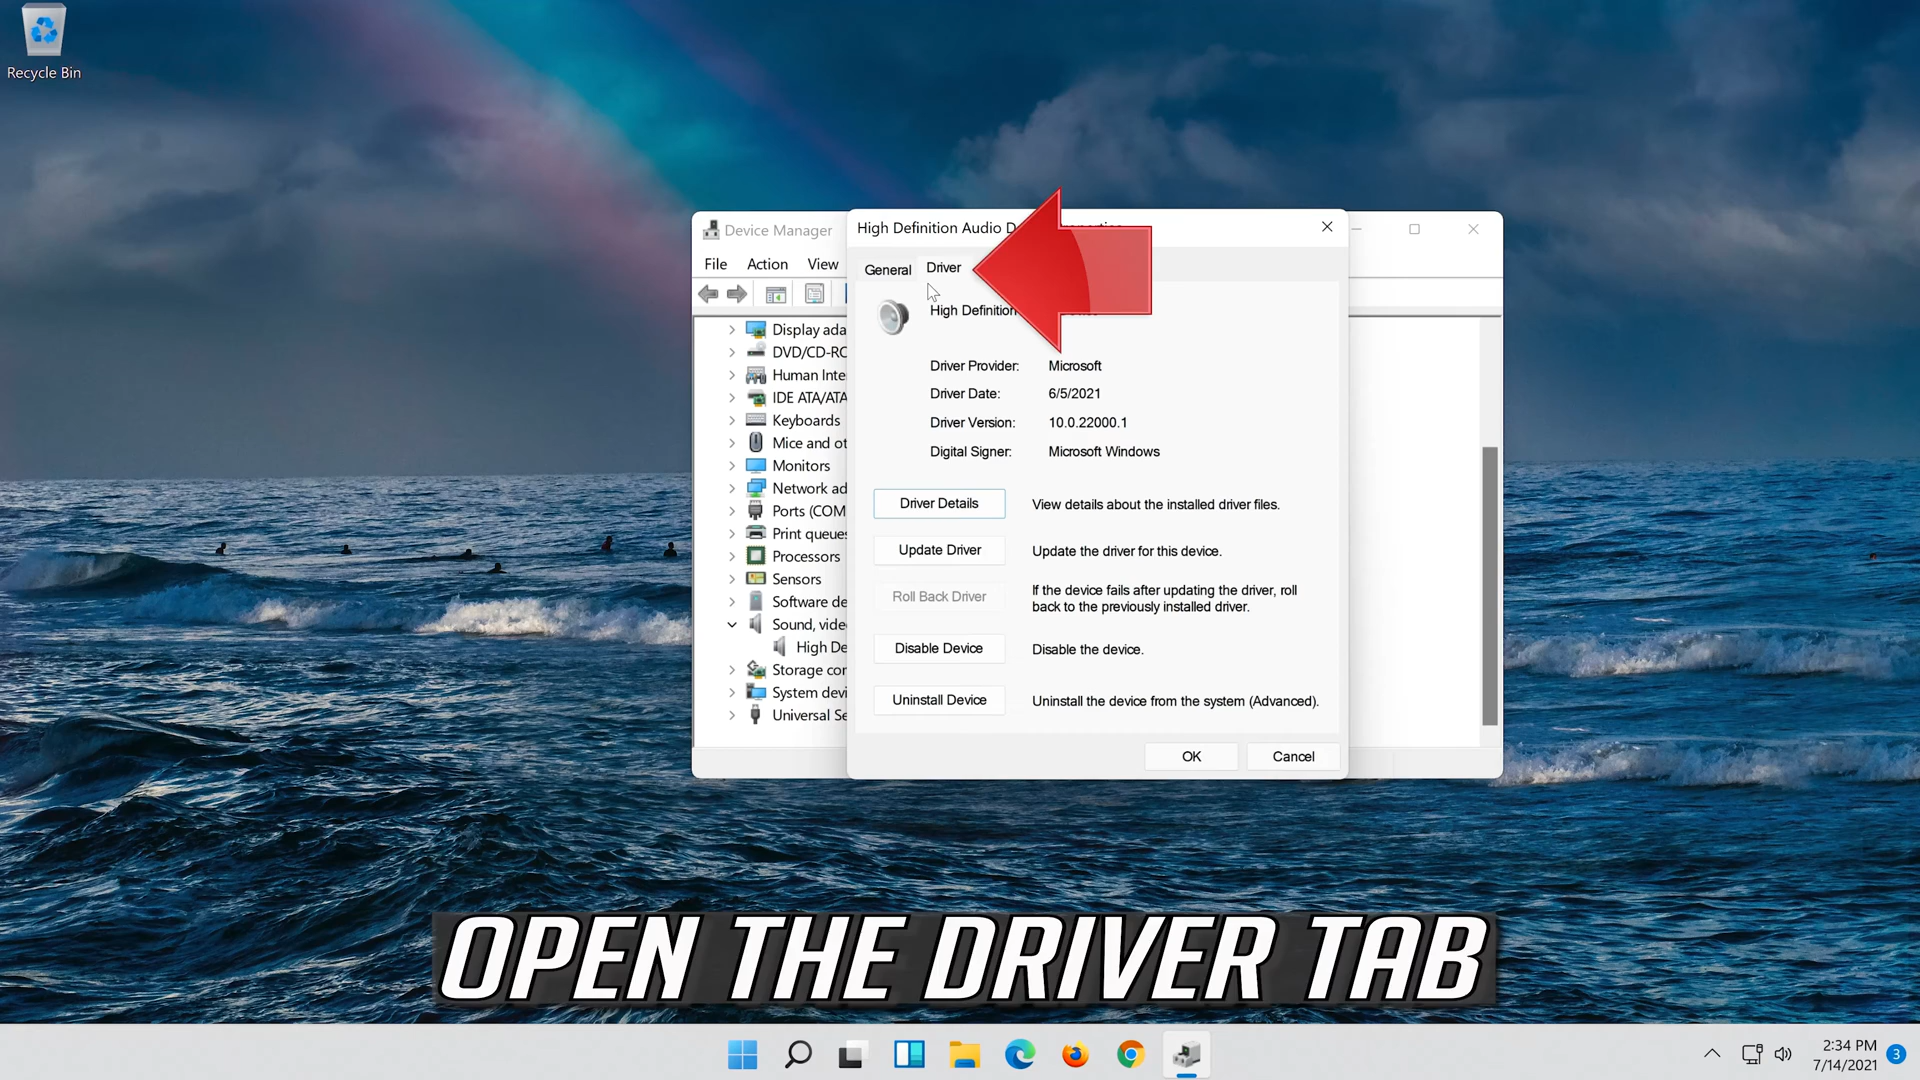 Recycle Bin
Device Manager
File Action View
Display ada
DVD/CD-RO
Human Inte
IDE ATA/ATA
Keyboards
Mice and ot
Monitors
Network ad
Ports (COM
Print queues
Processors
Sensors
Software de
Sound, vide
High De
Storage con
System devi
Universal Se
High Definition Audio D
General Driver
High Definition
Driver Provider: Microsoft
Driver Date: 6/5/2021
Driver Version: 10.0.22000.1
Digital Signer: Microsoft Windows
Driver Details View details about the installed driver files.
Update Driver Update the driver for this device.
Roll Back Driver If the device fails after updating the driver, roll
back to the previously installed driver.
Disable Device Disable the device.
Uninstall Device Uninstall the device from the system (Advanced).
OK Cancel
OPEN THE DRIVER TAB
2:34 PM
7/14/2021
3